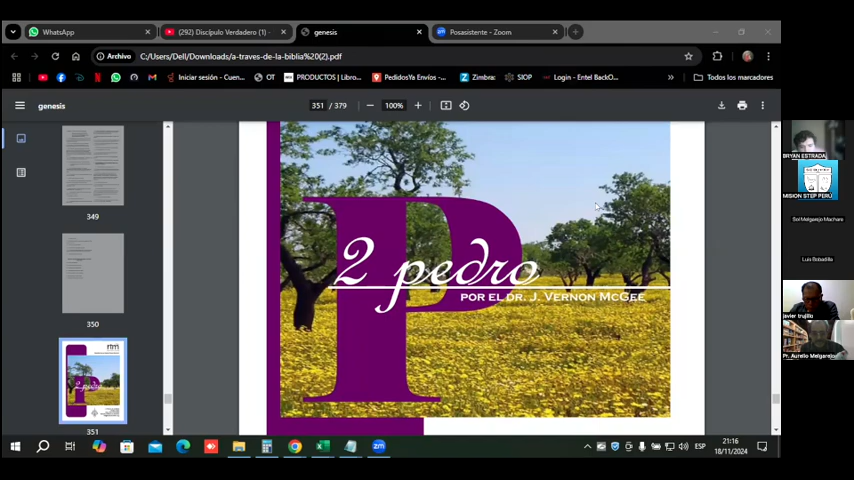 WhatsApp
(292) Discípulo Verdadero (1) -
genesis
Posasistente - Zoom
Archivo
C:/Users/Dell/Downloads/a-traves-de-la-biblia%20(2).pdf
Iniciar sesión - Cuen...
OT
PRODUCTOS | Libro...
PedidosYa Envíos -...
Zimbra:
SIOP
Login - Entel BackO...
»
Todos los marcadores
genesis
351 / 379
100%
349
350
351
2 pedro
POR EL DR. J. VERNON MCGEE
P
BRYAN ESTRADA
MISION STEP PERÚ
Sol Melgarejo Machare
Luis Bobadilla
javier trujillo
Pr. Aurelio Melgarejo
ESP
21:16
18/11/2024